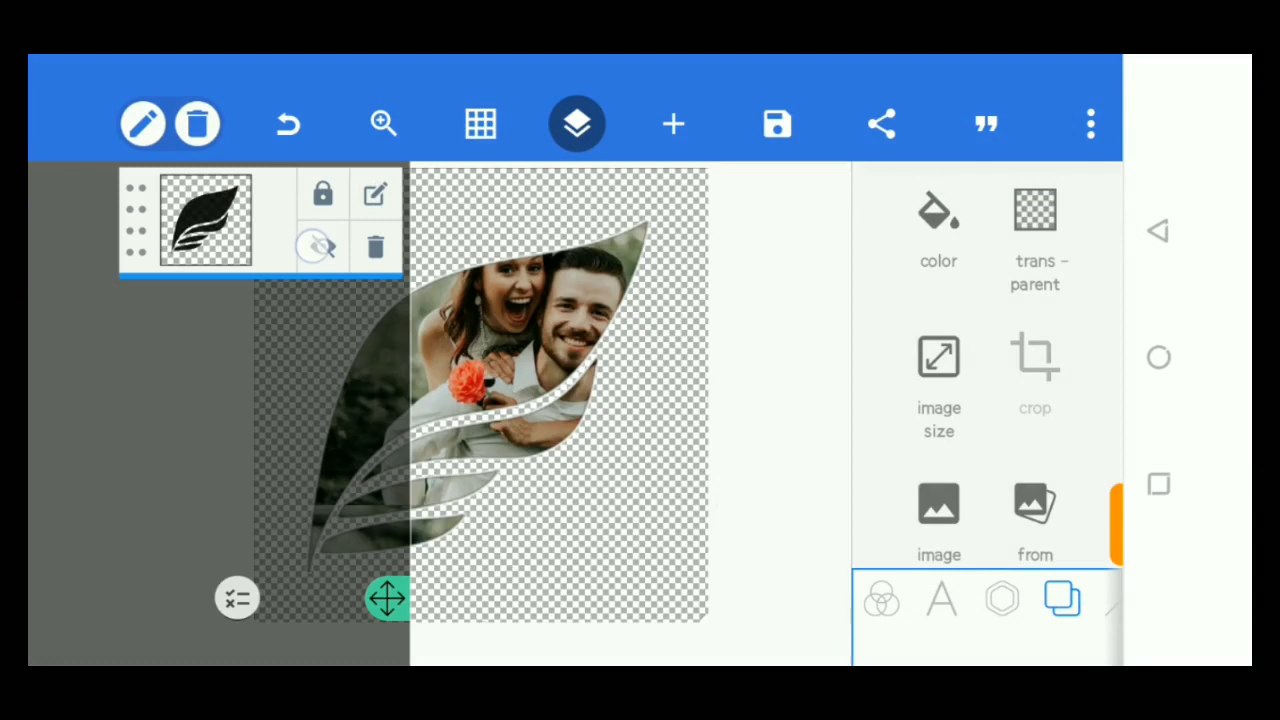 color
trans -
parent
image
size
crop
image
from